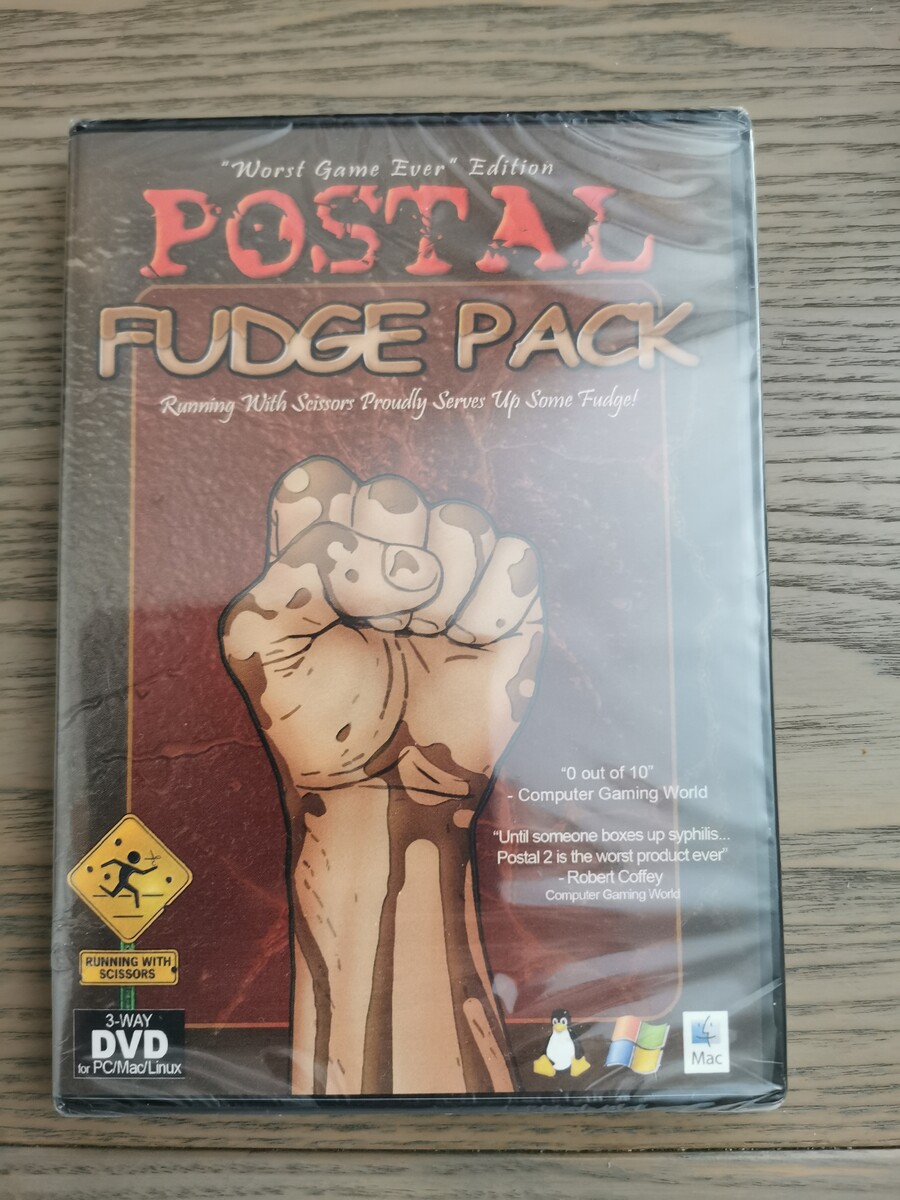 "Worst Game Ever" Edition
POSTAL
FUDGE PACK
Running With Scissors Proudly Serves Up Some Fudge!
"0 out of 10"
- Computer Gaming World
"Until someone boxes up syphilis...
Postal 2 is the worst product ever"
- Robert Coffey
Computer Gaming World
RUNNING WITH
SCISSORS
3-WAY
DVD
for PC/Mac/Linux
Mac